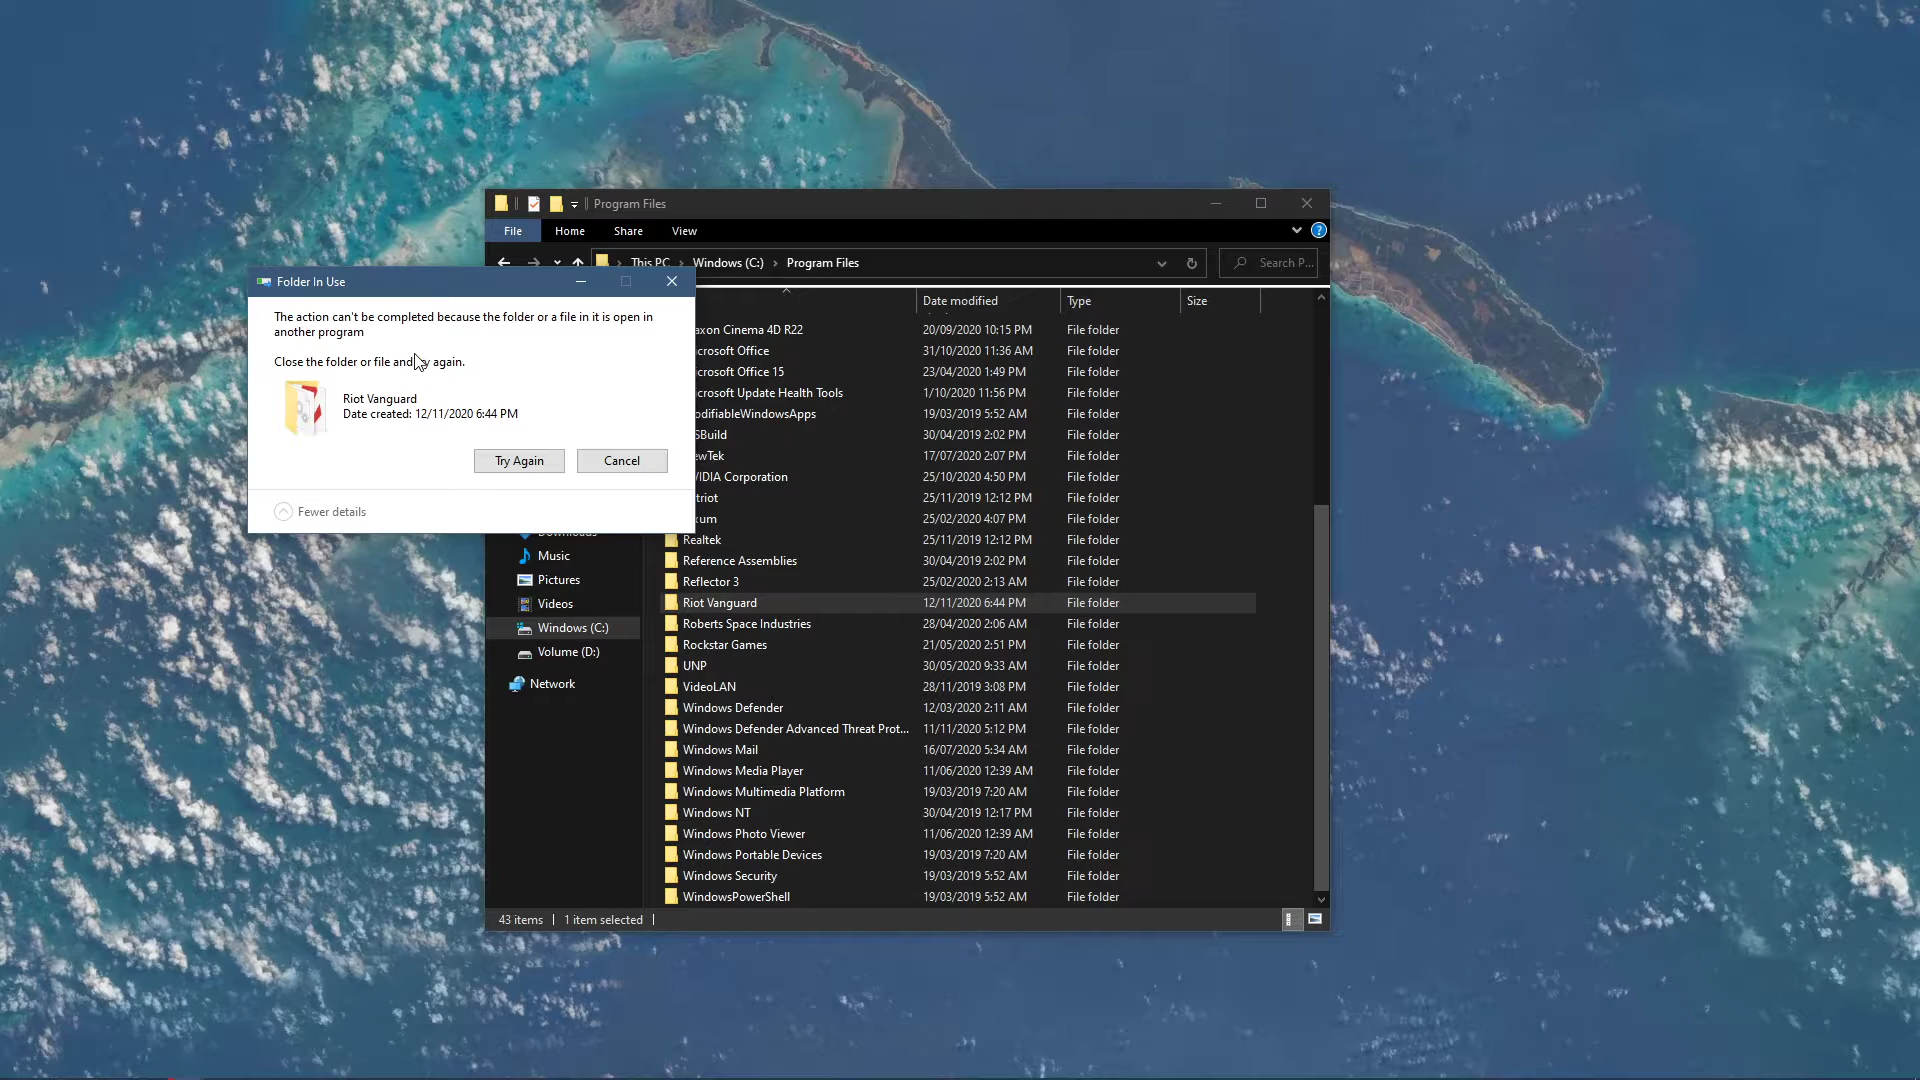 Program Files
File Home Share View
This PC Windows (C:) Program Files Search P...
Folder In Use
The action can't be completed because the folder or a file in it is open in
another program
Close the folder or file and try again.
Riot Vanguard
Date created: 12/11/2020 6:44 PM
Try Again Cancel
Fewer details
Date modified Type Size
axon Cinema 4D R22 20/09/2020 10:15 PM File folder
crosoft Office 31/10/2020 11:36 AM File folder
crosoft Office 15 23/04/2020 1:49 PM File folder
crosoft Update Health Tools 1/10/2020 11:56 PM File folder
odifiableWindowsApps 19/03/2019 5:52 AM File folder
SBuild 30/04/2019 2:02 PM File folder
ewTek 17/07/2020 2:07 PM File folder
VIDIA Corporation 25/10/2020 4:50 PM File folder
triot 25/11/2019 12:12 PM File folder
xum 25/02/2020 4:07 PM File folder
Realtek 25/11/2019 12:12 PM File folder
Reference Assemblies 30/04/2019 2:02 PM File folder
Reflector 3 25/02/2020 2:13 AM File folder
Riot Vanguard 12/11/2020 6:44 PM File folder
Roberts Space Industries 28/04/2020 2:06 AM File folder
Rockstar Games 21/05/2020 2:51 PM File folder
UNP 30/05/2020 9:33 AM File folder
VideoLAN 28/11/2019 3:08 PM File folder
Windows Defender 12/03/2020 2:11 AM File folder
Windows Defender Advanced Threat Prot... 11/11/2020 5:12 PM File folder
Windows Mail 16/07/2020 5:34 AM File folder
Windows Media Player 11/06/2020 12:39 AM File folder
Windows Multimedia Platform 19/03/2019 7:20 AM File folder
Windows NT 30/04/2019 12:17 PM File folder
Windows Photo Viewer 11/06/2020 12:39 AM File folder
Windows Portable Devices 19/03/2019 7:20 AM File folder
Windows Security 19/03/2019 5:52 AM File folder
WindowsPowerShell 19/03/2019 5:52 AM File folder
Downloads
Music
Pictures
Videos
Windows (C:)
Volume (D:)
Network
43 items 1 item selected